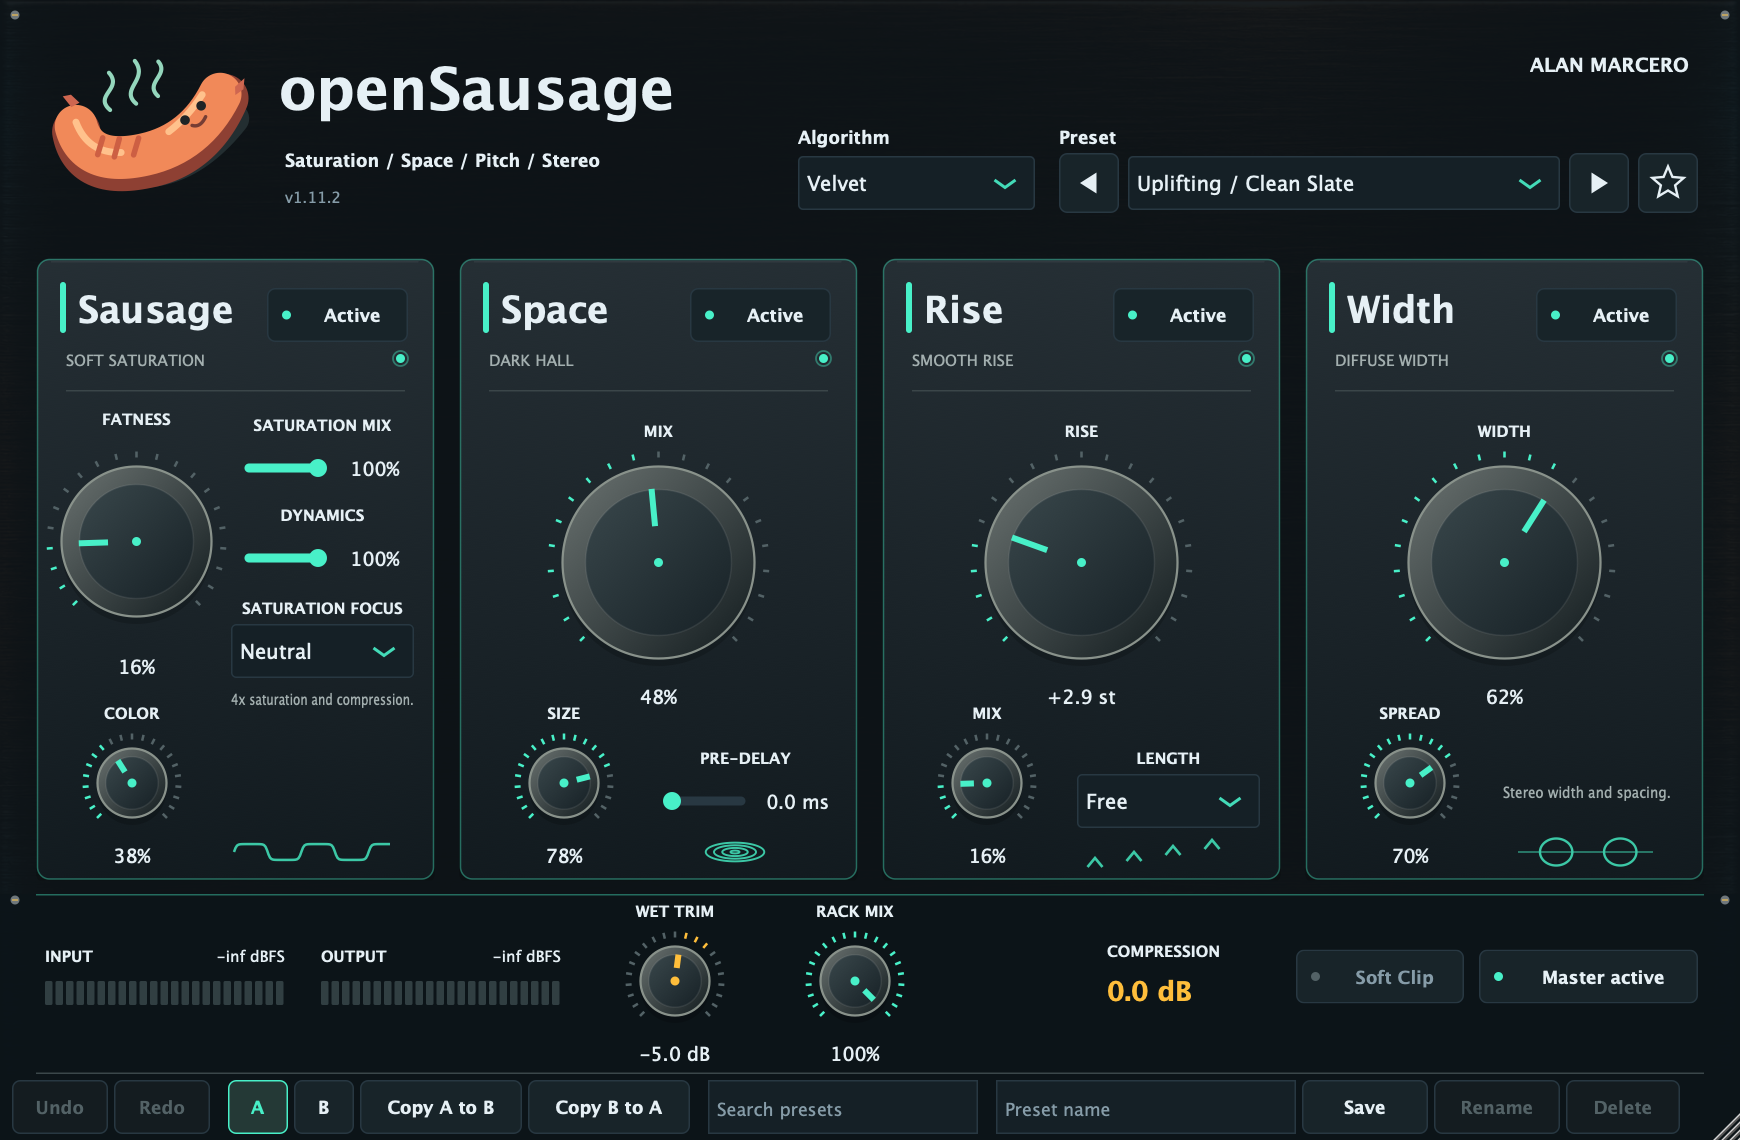 openSausage
Saturation / Space / Pitch / Stereo
v1.11.2
ALAN MARCERO
Algorithm
Velvet
Preset
Uplifting / Clean Slate
Sausage
Active
SOFT SATURATION
FATNESS
16%
SATURATION MIX
100%
DYNAMICS
100%
SATURATION FOCUS
Neutral
4x saturation and compression.
COLOR
38%
Space
Active
DARK HALL
MIX
48%
SIZE
78%
PRE-DELAY
0.0 ms
Rise
Active
SMOOTH RISE
RISE
+2.9 st
MIX
16%
LENGTH
Free
Width
Active
DIFFUSE WIDTH
WIDTH
62%
SPREAD
70%
Stereo width and spacing.
INPUT
-inf dBFS
OUTPUT
-inf dBFS
WET TRIM
-5.0 dB
RACK MIX
100%
COMPRESSION
0.0 dB
Soft Clip
Master active
Undo
Redo
A
B
Copy A to B
Copy B to A
Search presets
Preset name
Save
Rename
Delete